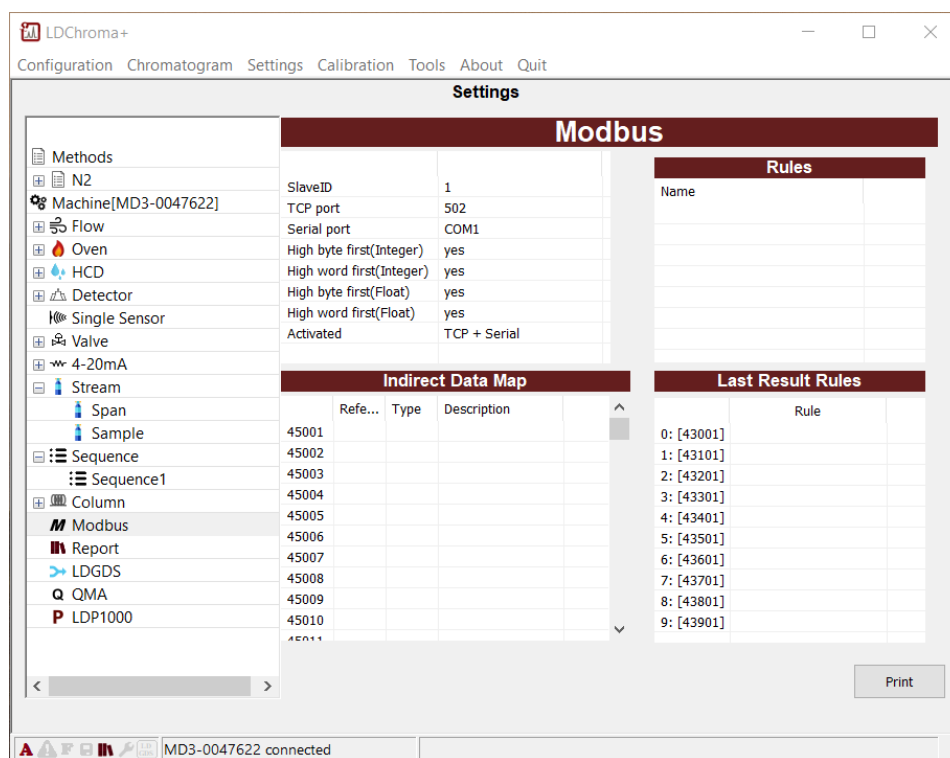 LDChroma+
Configuration Chromatogram Settings Calibration Tools About Quit
Settings
Methods
N2
Machine[MD3-0047622]
Flow
Oven
HCD
Detector
Single Sensor
Valve
4-20mA
Stream
Span
Sample
Sequence
Sequence1
Column
Modbus
Report
LDGDS
Q QMA
P LDP1000
Modbus
SlaveID 1
TCP port 502
Serial port COM1
High byte first(Integer) yes
High word first(Integer) yes
High byte first(Float) yes
High word first(Float) yes
Activated TCP + Serial
Rules
Name
Indirect Data Map
Refe... Type Description
45001
45002
45003
45004
45005
45006
45007
45008
45009
45010
45011
Last Result Rules
Rule
0: [43001]
1: [43101]
2: [43201]
3: [43301]
4: [43401]
5: [43501]
6: [43601]
7: [43701]
8: [43801]
9: [43901]
Print
A F LD GDS MD3-0047622 connected